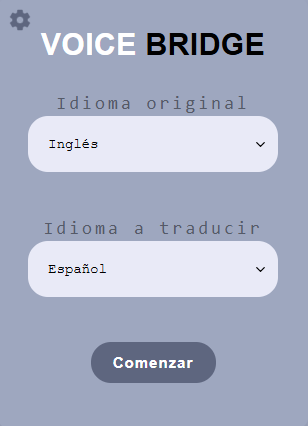 VOICE BRIDGE
Idioma original
Inglés
Idioma a traducir
Español
Comenzar